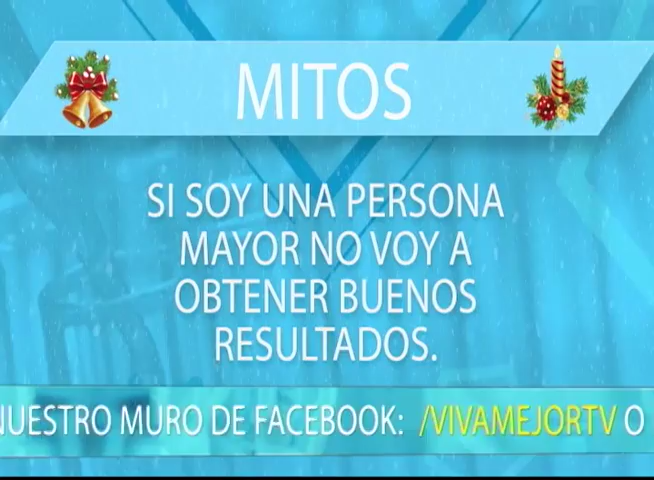 MITOS
SI SOY UNA PERSONA
MAYOR NO VOY A
OBTENER BUENOS
RESULTADOS.
NUESTRO MURO DE FACEBOOK: /VIVAMEJORTV O